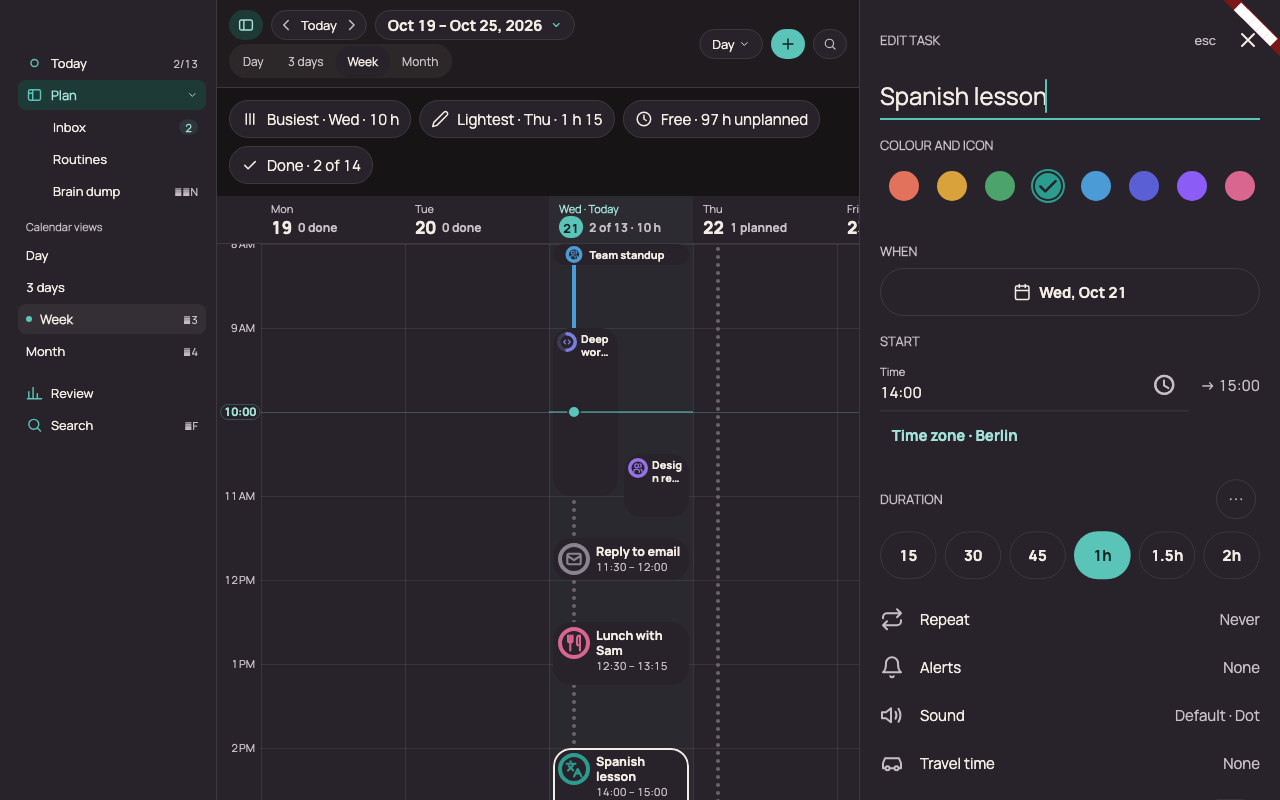 Today 2/13
Plan
Inbox 2
Routines
Brain dump N
Calendar views
Day
3 days
Week 3
Month 4
Review
Search F
Today
Oct 19 – Oct 25, 2026
Day 3 days Week Month
Day
Busiest · Wed · 10 h
Lightest · Thu · 1 h 15
Free · 97 h unplanned
Done · 2 of 14
Mon
19 0 done
Tue
20 0 done
Wed · Today
21 2 of 13 · 10 h
Thu
22 1 planned
Fri
8 AM
9 AM
10:00
11 AM
12 PM
1 PM
2 PM
Team standup
Deep
wor…
Desig
n re…
Reply to email
11:30 – 12:00
Lunch with
Sam
12:30 – 13:15
Spanish
lesson
14:00 – 15:00
EDIT TASK
esc
Spanish lesson
COLOUR AND ICON
WHEN
Wed, Oct 21
START
Time
14:00
→ 15:00
Time zone · Berlin
DURATION
···
15 30 45 1h 1.5h 2h
Repeat Never
Alerts None
Sound Default · Dot
Travel time None